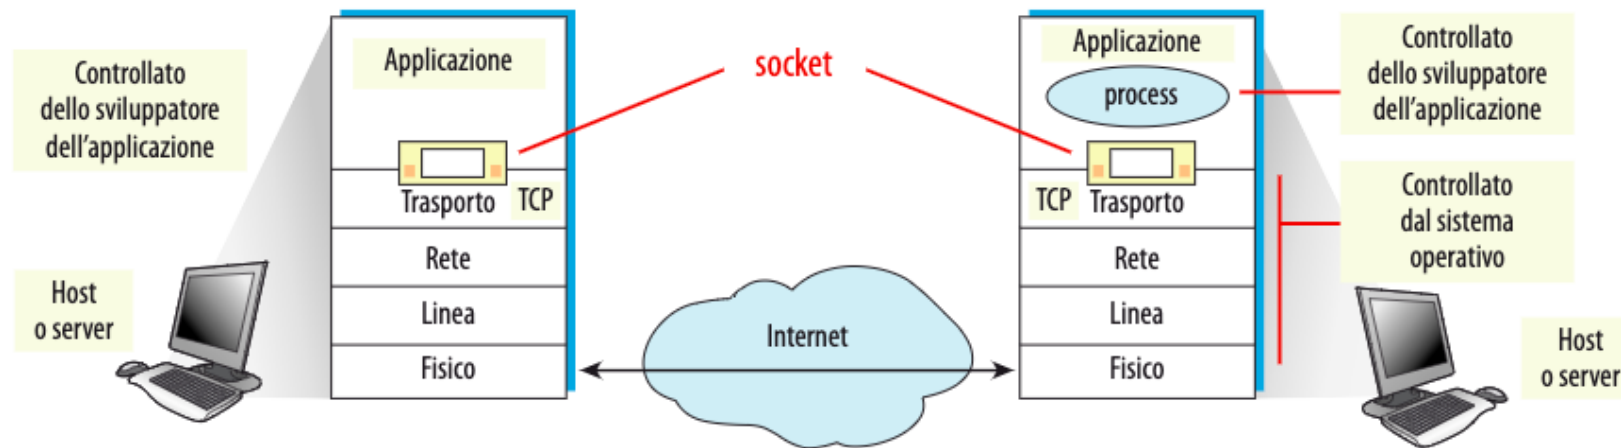 Controllato
dello sviluppatore
dell'applicazione
Host
o server
Applicazione
Trasporto TCP
Rete
Linea
Fisico
socket
Internet
Applicazione
process
TCP Trasporto
Rete
Linea
Fisico
Controllato
dello sviluppatore
dell'applicazione
Controllato
dal sistema
operativo
Host
o server